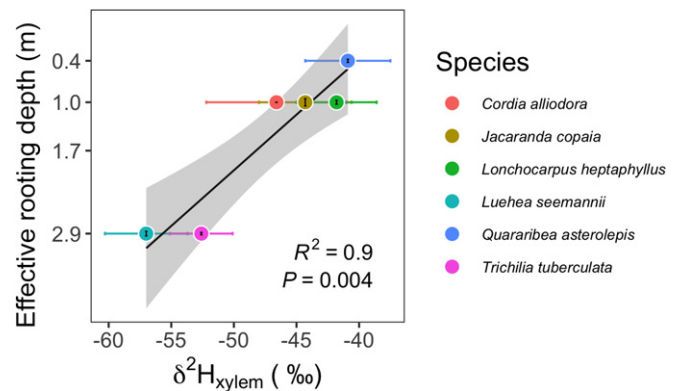 Effective rooting depth (m)
0.4
1.0
1.7
2.9
R² = 0.9
P = 0.004
-60 -55 -50 -45 -40
δ²Hxylem ( ‰)
Species
Cordia alliodora
Jacaranda copaia
Lonchocarpus heptaphyllus
Luehea seemannii
Quararibea asterolepis
Trichilia tuberculata